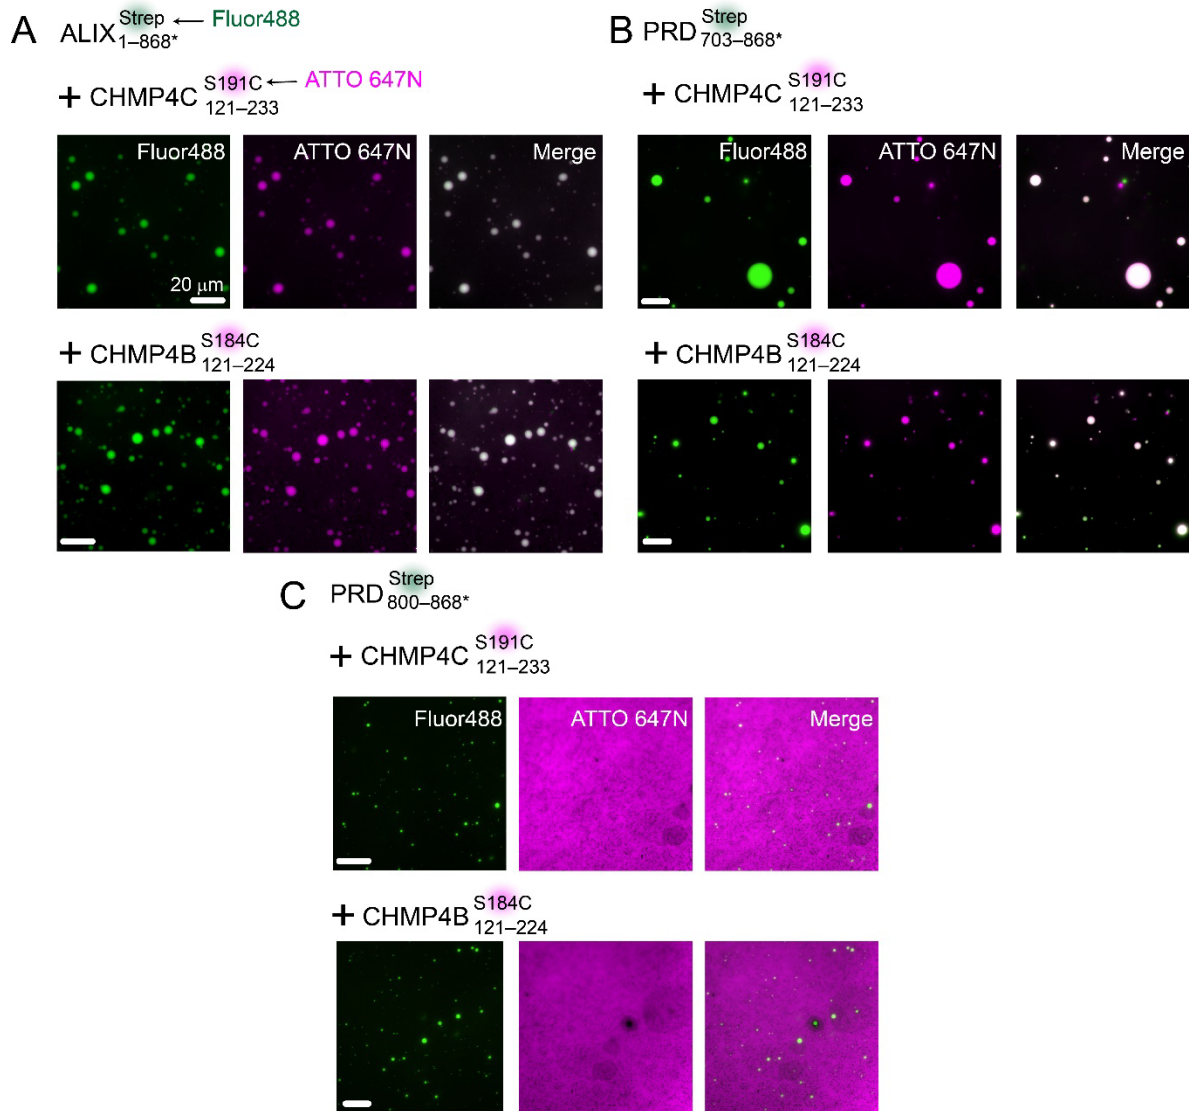 A ALIX Strep 1–868* ← Fluor488
+ CHMP4C S191C 121–233 ← ATTO 647N
Fluor488 ATTO 647N Merge
20 μm
+ CHMP4B S184C 121–224
B PRD Strep 703–868*
+ CHMP4C S191C 121–233
Fluor488 ATTO 647N Merge
+ CHMP4B S184C 121–224
C PRD Strep 800–868*
+ CHMP4C S191C 121–233
Fluor488 ATTO 647N Merge
+ CHMP4B S184C 121–224